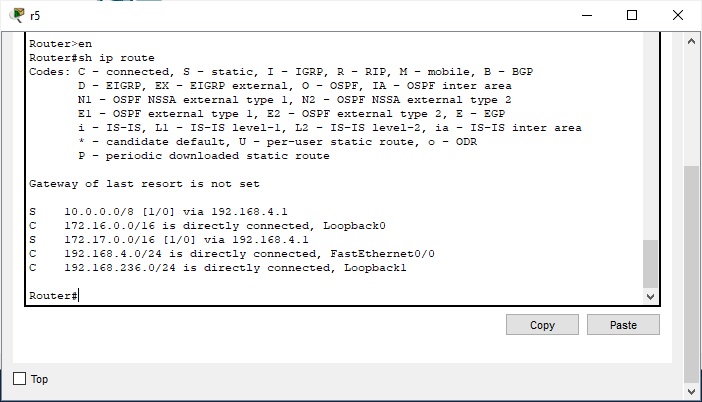 r5
Router>en
Router#sh ip route
Codes: C - connected, S - static, I - IGRP, R - RIP, M - mobile, B - BGP
D - EIGRP, EX - EIGRP external, O - OSPF, IA - OSPF inter area
N1 - OSPF NSSA external type 1, N2 - OSPF NSSA external type 2
E1 - OSPF external type 1, E2 - OSPF external type 2, E - EGP
i - IS-IS, L1 - IS-IS level-1, L2 - IS-IS level-2, ia - IS-IS inter area
* - candidate default, U - per-user static route, o - ODR
P - periodic downloaded static route
Gateway of last resort is not set
S 10.0.0.0/8 [1/0] via 192.168.4.1
C 172.16.0.0/16 is directly connected, Loopback0
S 172.17.0.0/16 [1/0] via 192.168.4.1
C 192.168.4.0/24 is directly connected, FastEthernet0/0
C 192.168.236.0/24 is directly connected, Loopback1
Router#
Copy Paste
Top